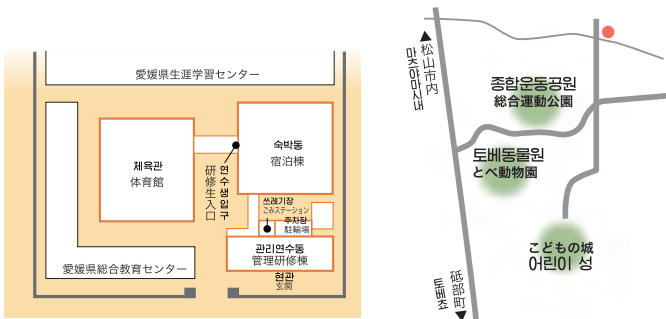 愛媛県生涯学習センター
체육관
体育館
숙박동
宿泊棟
연수생입구
研修生入口
쓰레기장
ごみステーション
주차장
駐輪場
관리연수동
管理研修棟
현관
玄関
愛媛県総合教育センター
松山市内
마츠야마시내
종합운동공원
総合運動公園
토베동물원
とべ動物園
こどもの城
어린이 성
砥部町
토베쵸